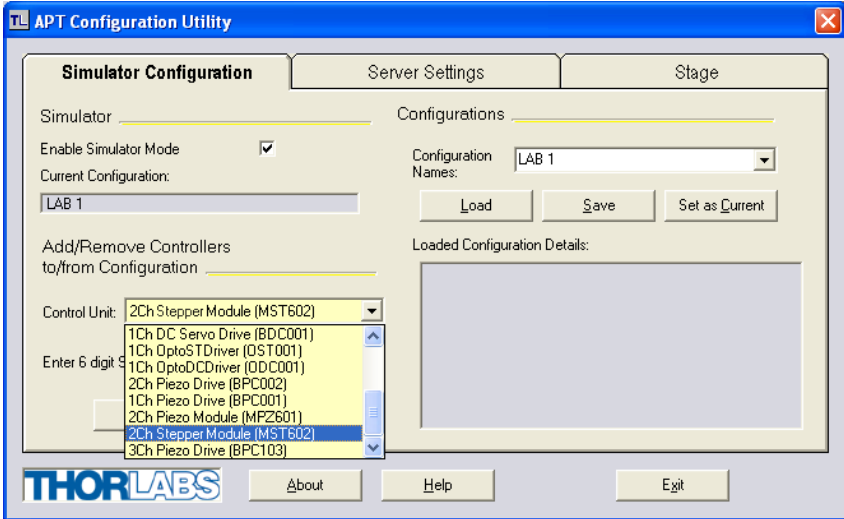 APT Configuration Utility
Simulator Configuration
Server Settings
Stage
Simulator
Enable Simulator Mode
Current Configuration:
LAB 1
Add/Remove Controllers
to/from Configuration
Control Unit:
2Ch Stepper Module (MST602)
1Ch DC Servo Drive (BDC001)
1Ch OptoSTDriver (OST001)
1Ch OptoDCDriver (ODC001)
2Ch Piezo Drive (BPC002)
1Ch Piezo Drive (BPC001)
2Ch Piezo Module (MPZ601)
2Ch Stepper Module (MST602)
3Ch Piezo Drive (BPC103)
Enter 6 digit S
Configurations
Configuration
Names:
LAB 1
Load
Save
Set as Current
Loaded Configuration Details:
THORLABS
About
Help
Exit